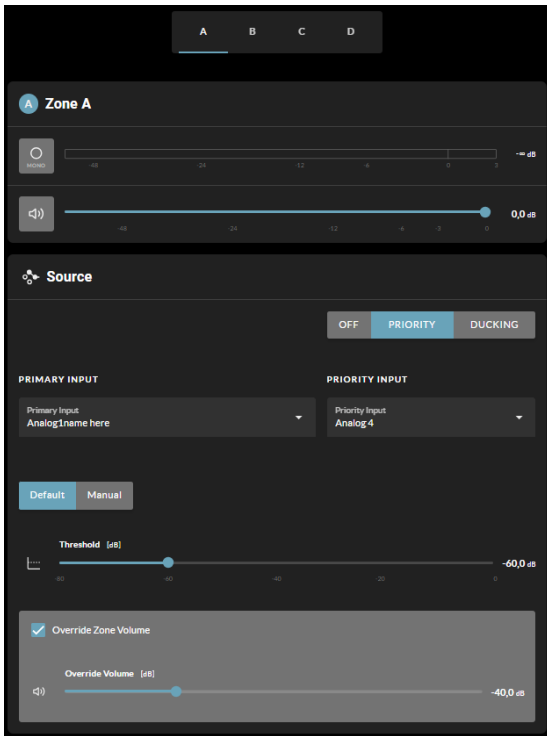 A B C D
A Zone A
MONO
-48 -24 12 -6 0 3
-∞ dB
0,0 dB
-48 -24 -12 -6 -3 0
Source
OFF PRIORITY DUCKING
PRIMARY INPUT PRIORITY INPUT
Primary Input Priority Input
Analog1name here Analog 4
Default Manual
Threshold [dB]
-60,0 dB
-80 -60 -40 -20 0
Override Zone Volume
Override Volume [dB]
-40,0 dB